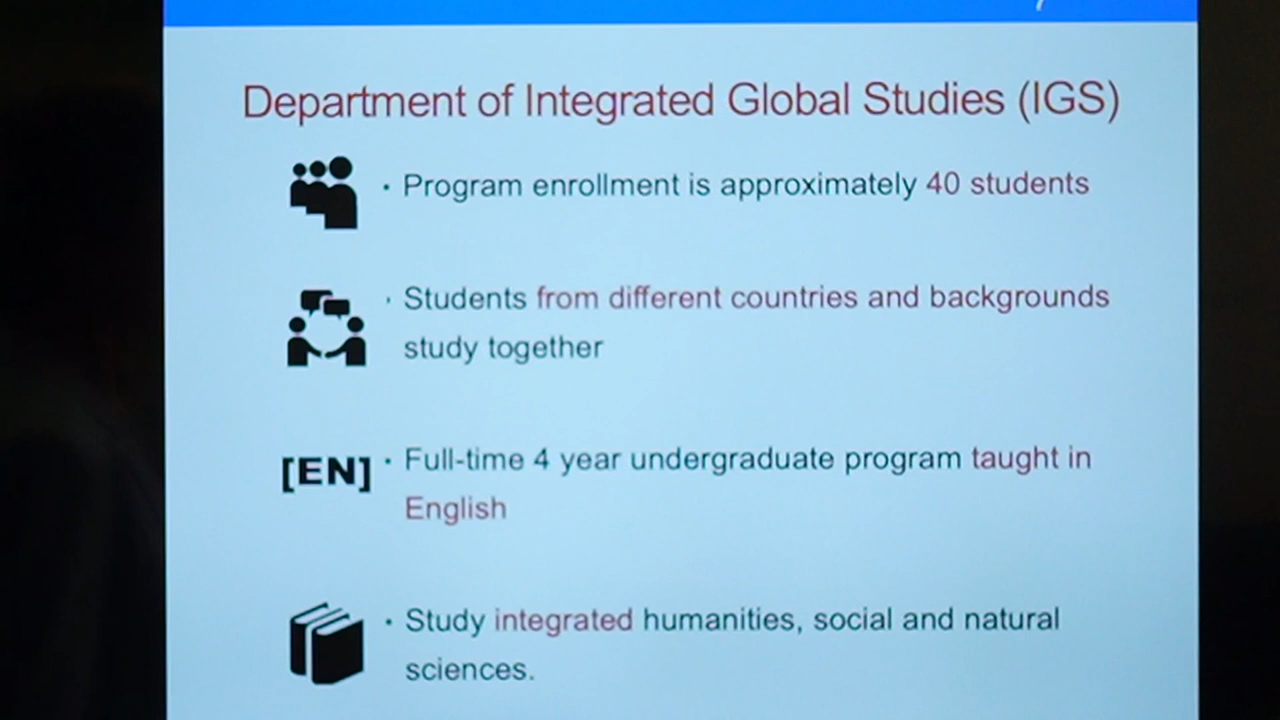 Department of Integrated Global Studies (IGS)
· Program enrollment is approximately 40 students
· Students from different countries and backgrounds
study together
[EN]
· Full-time 4 year undergraduate program taught in
English
· Study integrated humanities, social and natural
sciences.